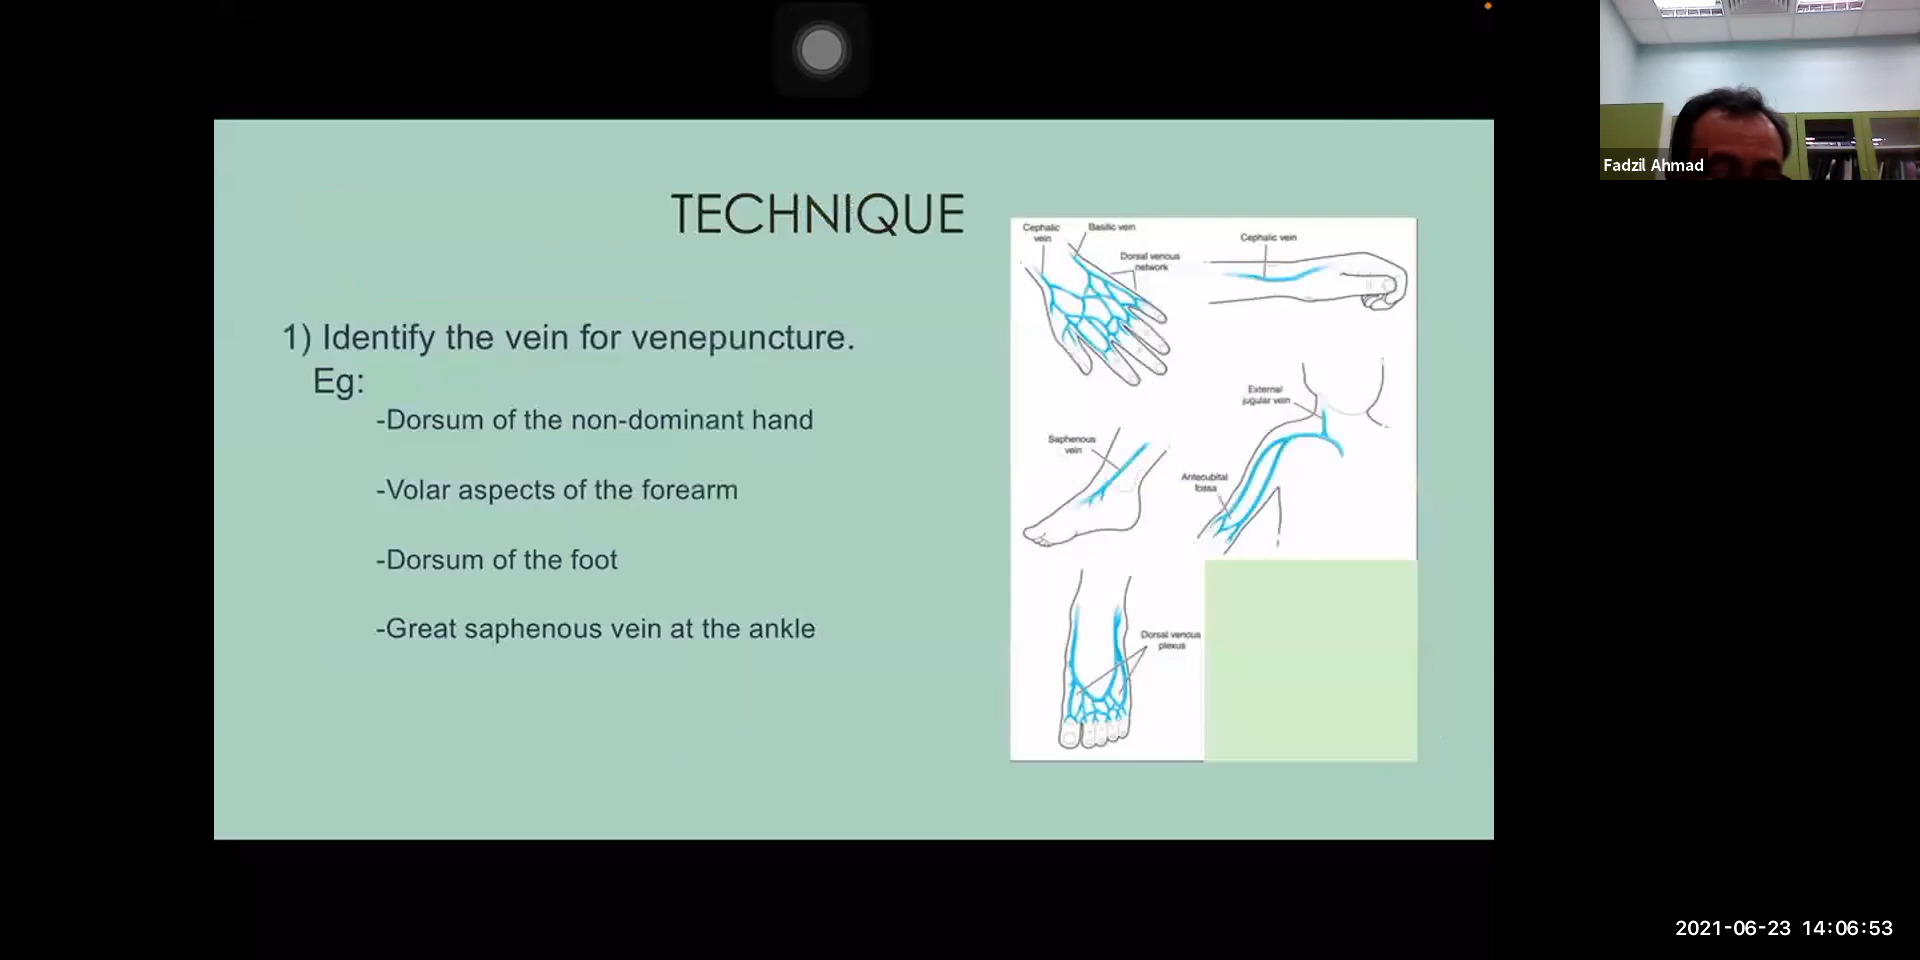 TECHNIQUE
1) Identify the vein for venepuncture.
Eg:
-Dorsum of the non-dominant hand
-Volar aspects of the forearm
-Dorsum of the foot
-Great saphenous vein at the ankle
Cephalic
vein
Basilic vein
Dorsal venous
network
Cephalic vein
External
jugular vein
Saphenous
vein
Antecubital
fossa
Dorsal venous
plexus
Fadzil Ahmad
2021-06-23 14:06:53